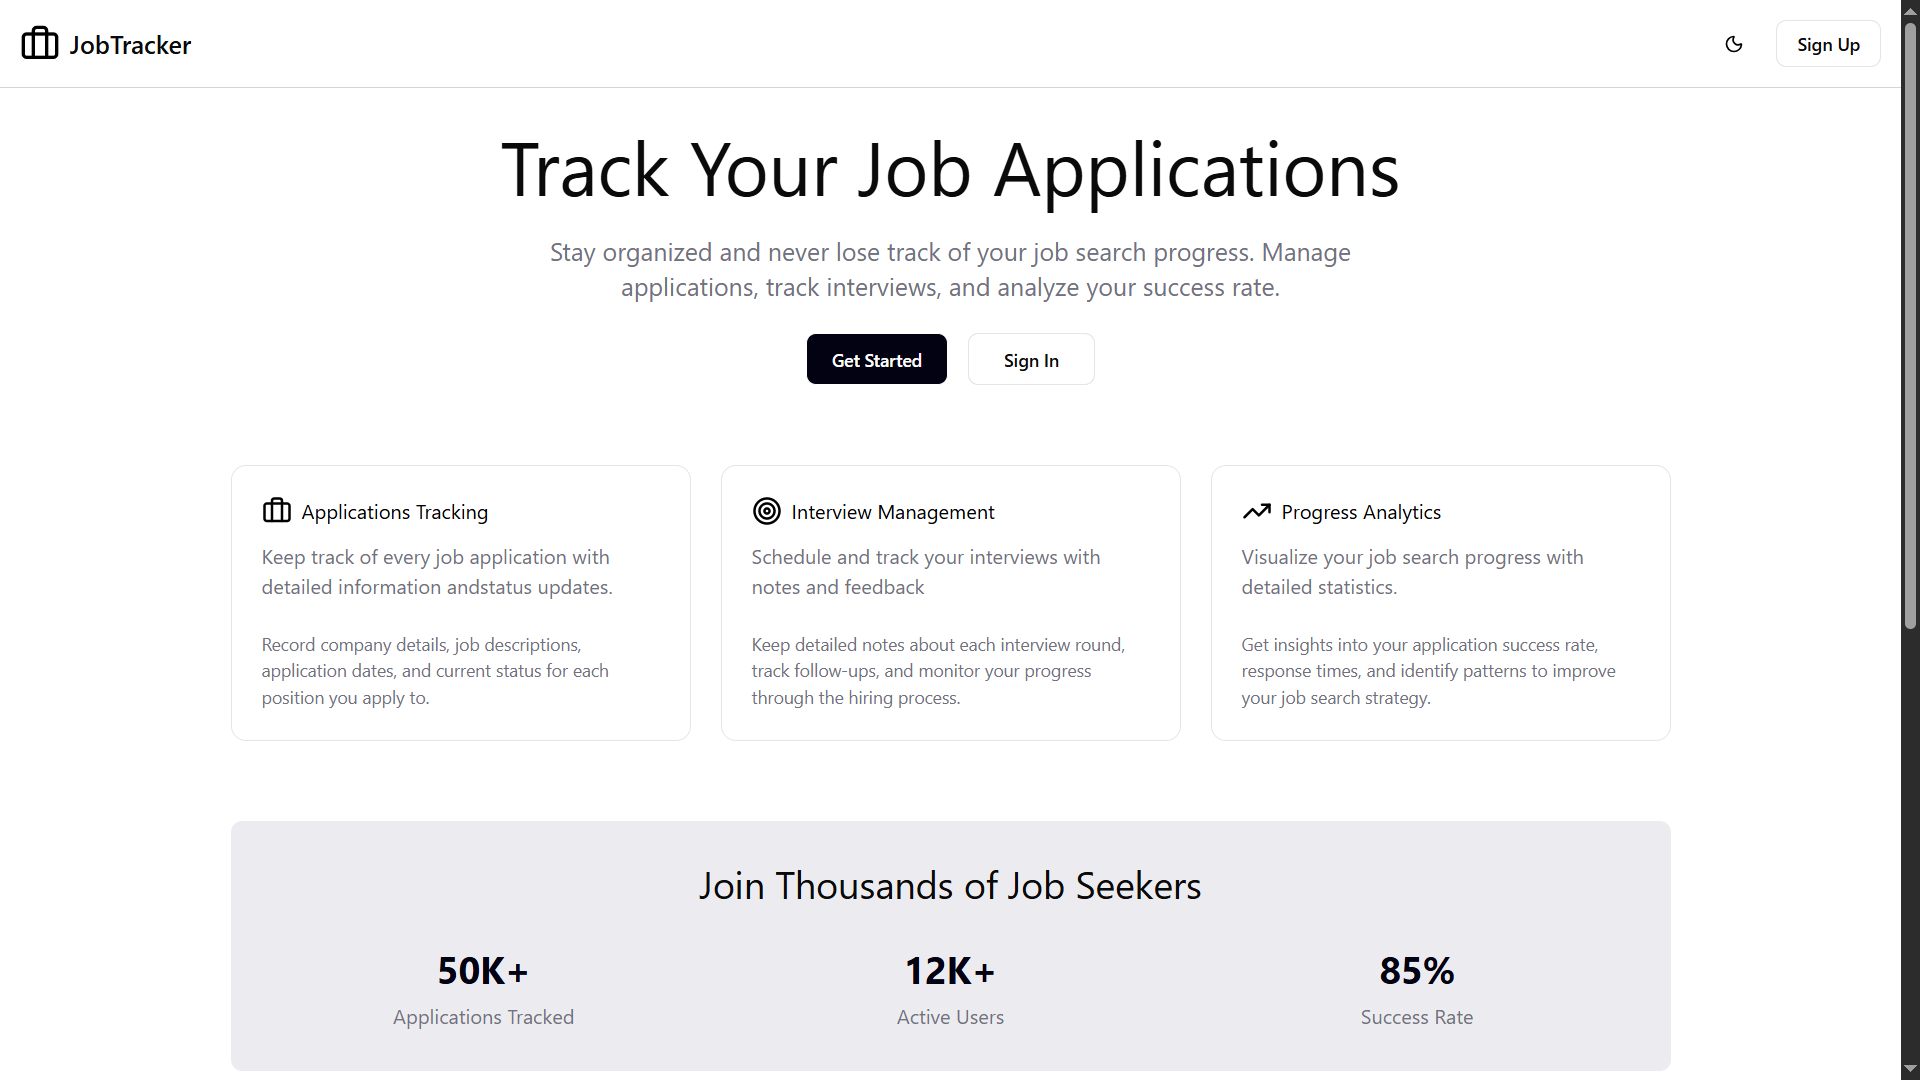 JobTracker
Sign Up
Track Your Job Applications
Stay organized and never lose track of your job search progress. Manage
applications, track interviews, and analyze your success rate.
Get Started
Sign In
Applications Tracking
Keep track of every job application with
detailed information andstatus updates.
Record company details, job descriptions,
application dates, and current status for each
position you apply to.
Interview Management
Schedule and track your interviews with
notes and feedback
Keep detailed notes about each interview round,
track follow-ups, and monitor your progress
through the hiring process.
Progress Analytics
Visualize your job search progress with
detailed statistics.
Get insights into your application success rate,
response times, and identify patterns to improve
your job search strategy.
Join Thousands of Job Seekers
50K+
Applications Tracked
12K+
Active Users
85%
Success Rate